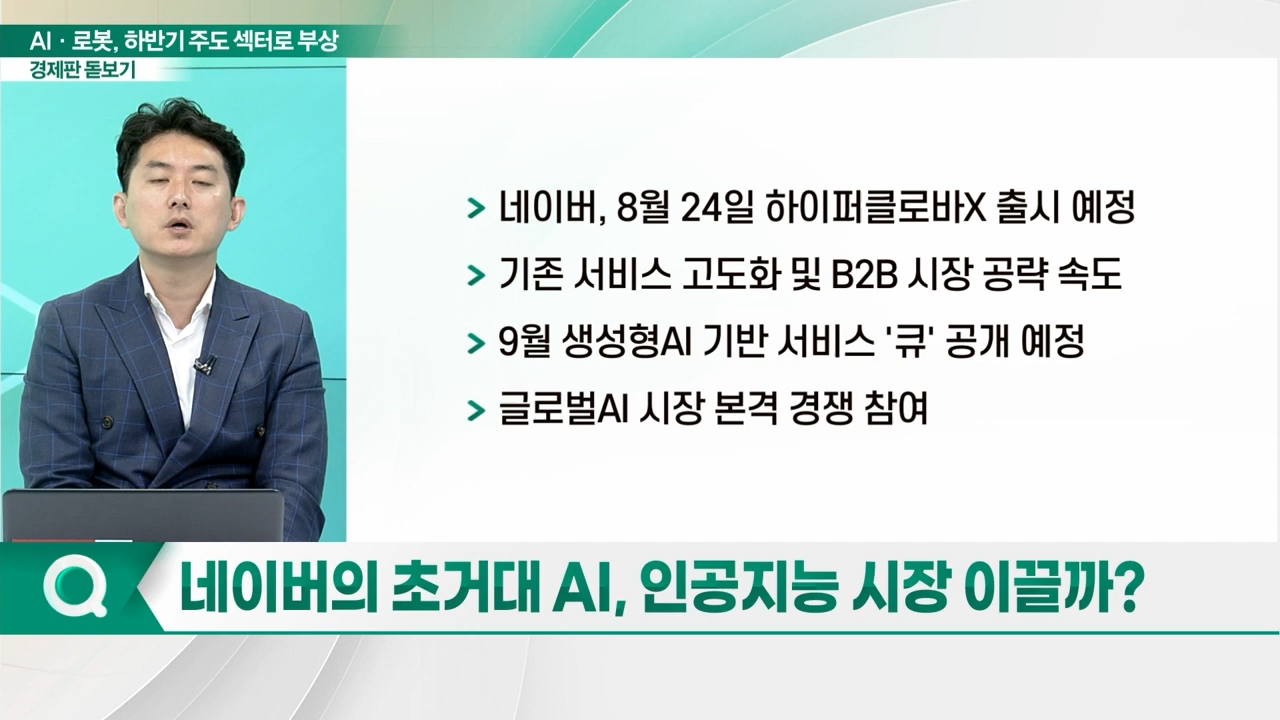 AI · 로봇, 하반기 주도 섹터로 부상
경제판 돋보기
> 네이버, 8월 24일 하이퍼클로바X 출시 예정
> 기존 서비스 고도화 및 B2B 시장 공략 속도
> 9월 생성형AI 기반 서비스 '큐' 공개 예정
> 글로벌AI 시장 본격 경쟁 참여
네이버의 초거대 AI, 인공지능 시장 이끌까?